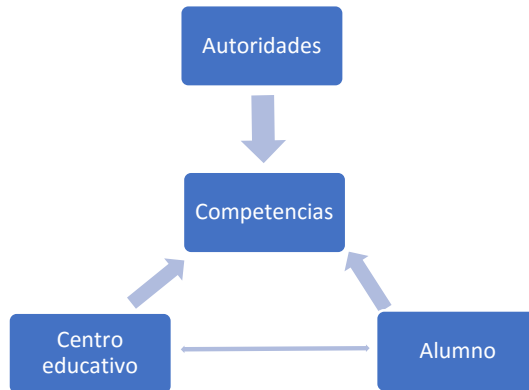 Autoridades
Competencias
Centro
educativo
Alumno